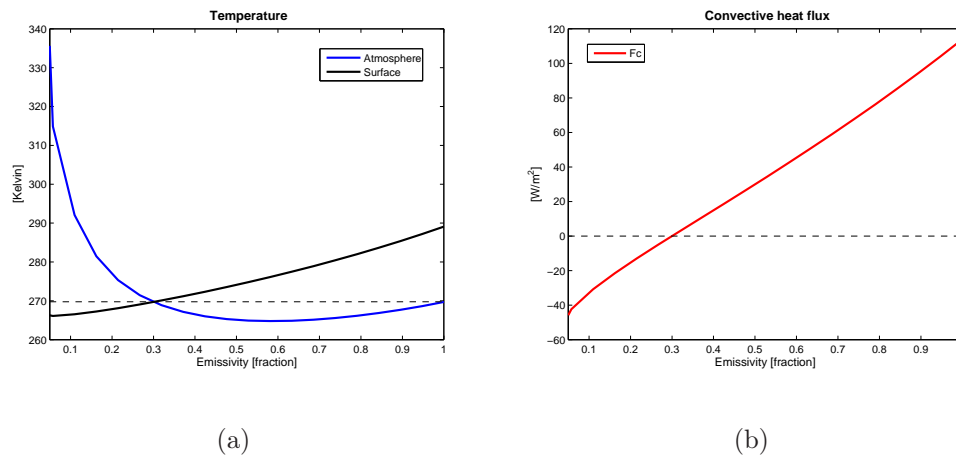 Temperature
340
330
320
310
300
290
280
270
260
[Kelvin]
Atmosphere
Surface
0.1 0.2 0.3 0.4 0.5 0.6 0.7 0.8 0.9 1
Emissivity [fraction]
(a)
Convective heat flux
120
100
80
60
40
20
0
−20
−40
−60
[W/m²]
Fc
0.1 0.2 0.3 0.4 0.5 0.6 0.7 0.8 0.9
Emissivity [fraction]
(b)